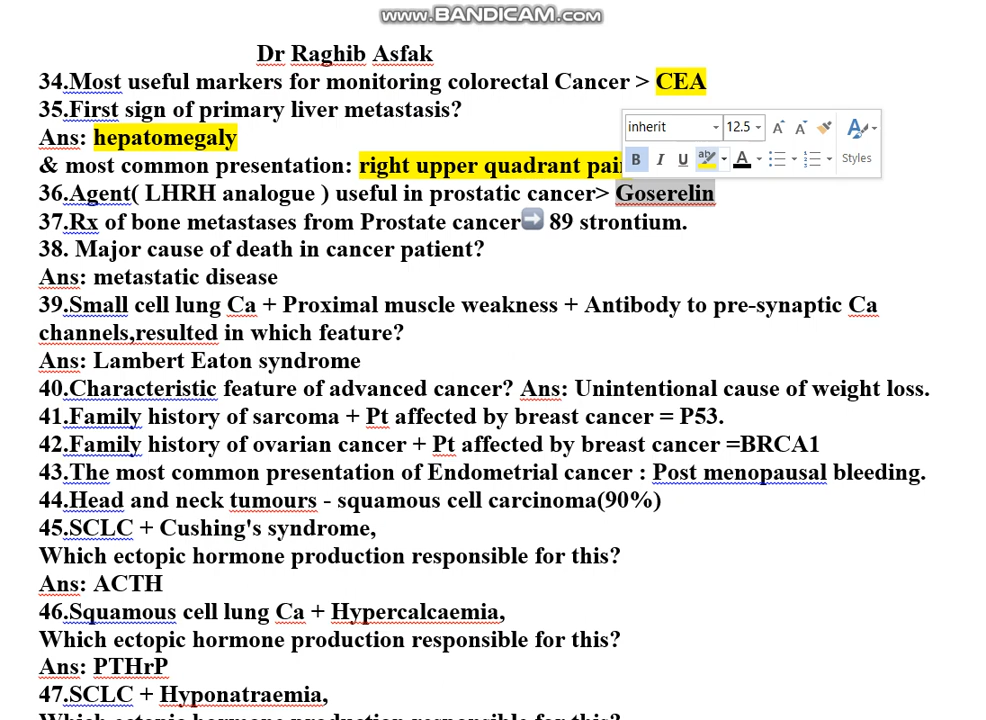 www.BANDICAM.com
Dr Raghib Asfak
34.Most useful markers for monitoring colorectal Cancer > CEA
35.First sign of primary liver metastasis?
Ans: hepatomegaly
inherit 12.5 A A A
& most common presentation: right upper quadrant pain
B I U aby A Styles
36.Agent( LHRH analogue ) useful in prostatic cancer> Goserelin
37.Rx of bone metastases from Prostate cancer➡ 89 strontium.
38. Major cause of death in cancer patient?
Ans: metastatic disease
39.Small cell lung Ca + Proximal muscle weakness + Antibody to pre-synaptic Ca
channels,resulted in which feature?
Ans: Lambert Eaton syndrome
40.Characteristic feature of advanced cancer? Ans: Unintentional cause of weight loss.
41.Family history of sarcoma + Pt affected by breast cancer = P53.
42.Family history of ovarian cancer + Pt affected by breast cancer =BRCA1
43.The most common presentation of Endometrial cancer : Post menopausal bleeding.
44.Head and neck tumours - squamous cell carcinoma(90%)
45.SCLC + Cushing's syndrome,
Which ectopic hormone production responsible for this?
Ans: ACTH
46.Squamous cell lung Ca + Hypercalcaemia,
Which ectopic hormone production responsible for this?
Ans: PTHrP
47.SCLC + Hyponatraemia,
Which ectopic hormone production responsible for this?